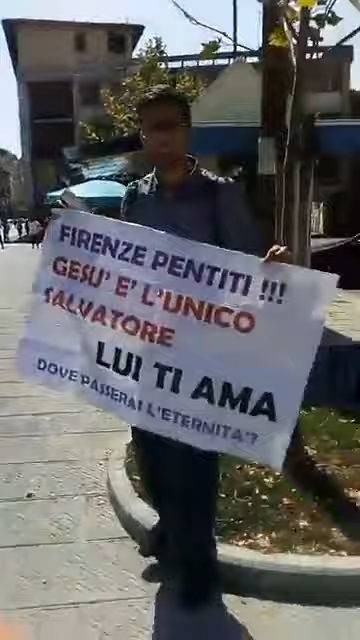 FIRENZE PENTITI !!!
GESU' E' L'UNICO
SALVATORE
LUI TI AMA
DOVE PASSERAI L'ETERNITA'?